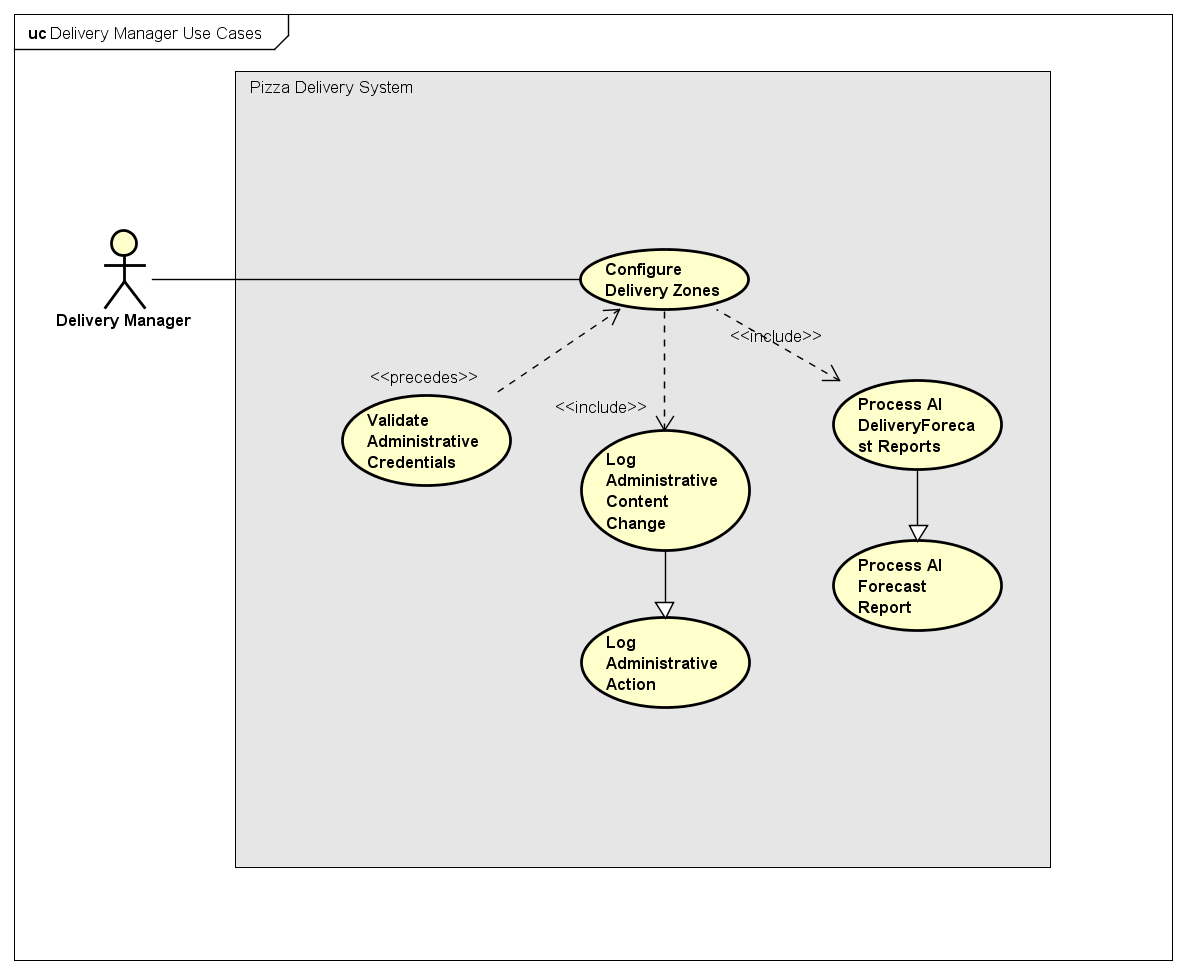 uc Delivery Manager Use Cases
Pizza Delivery System
Delivery Manager
Configure
Delivery Zones
<<include>>
<<precedes>>
<<include>>
Validate
Administrative
Credentials
Log
Administrative
Content
Change
Process AI
DeliveryForeca
st Reports
Process AI
Forecast
Report
Log
Administrative
Action